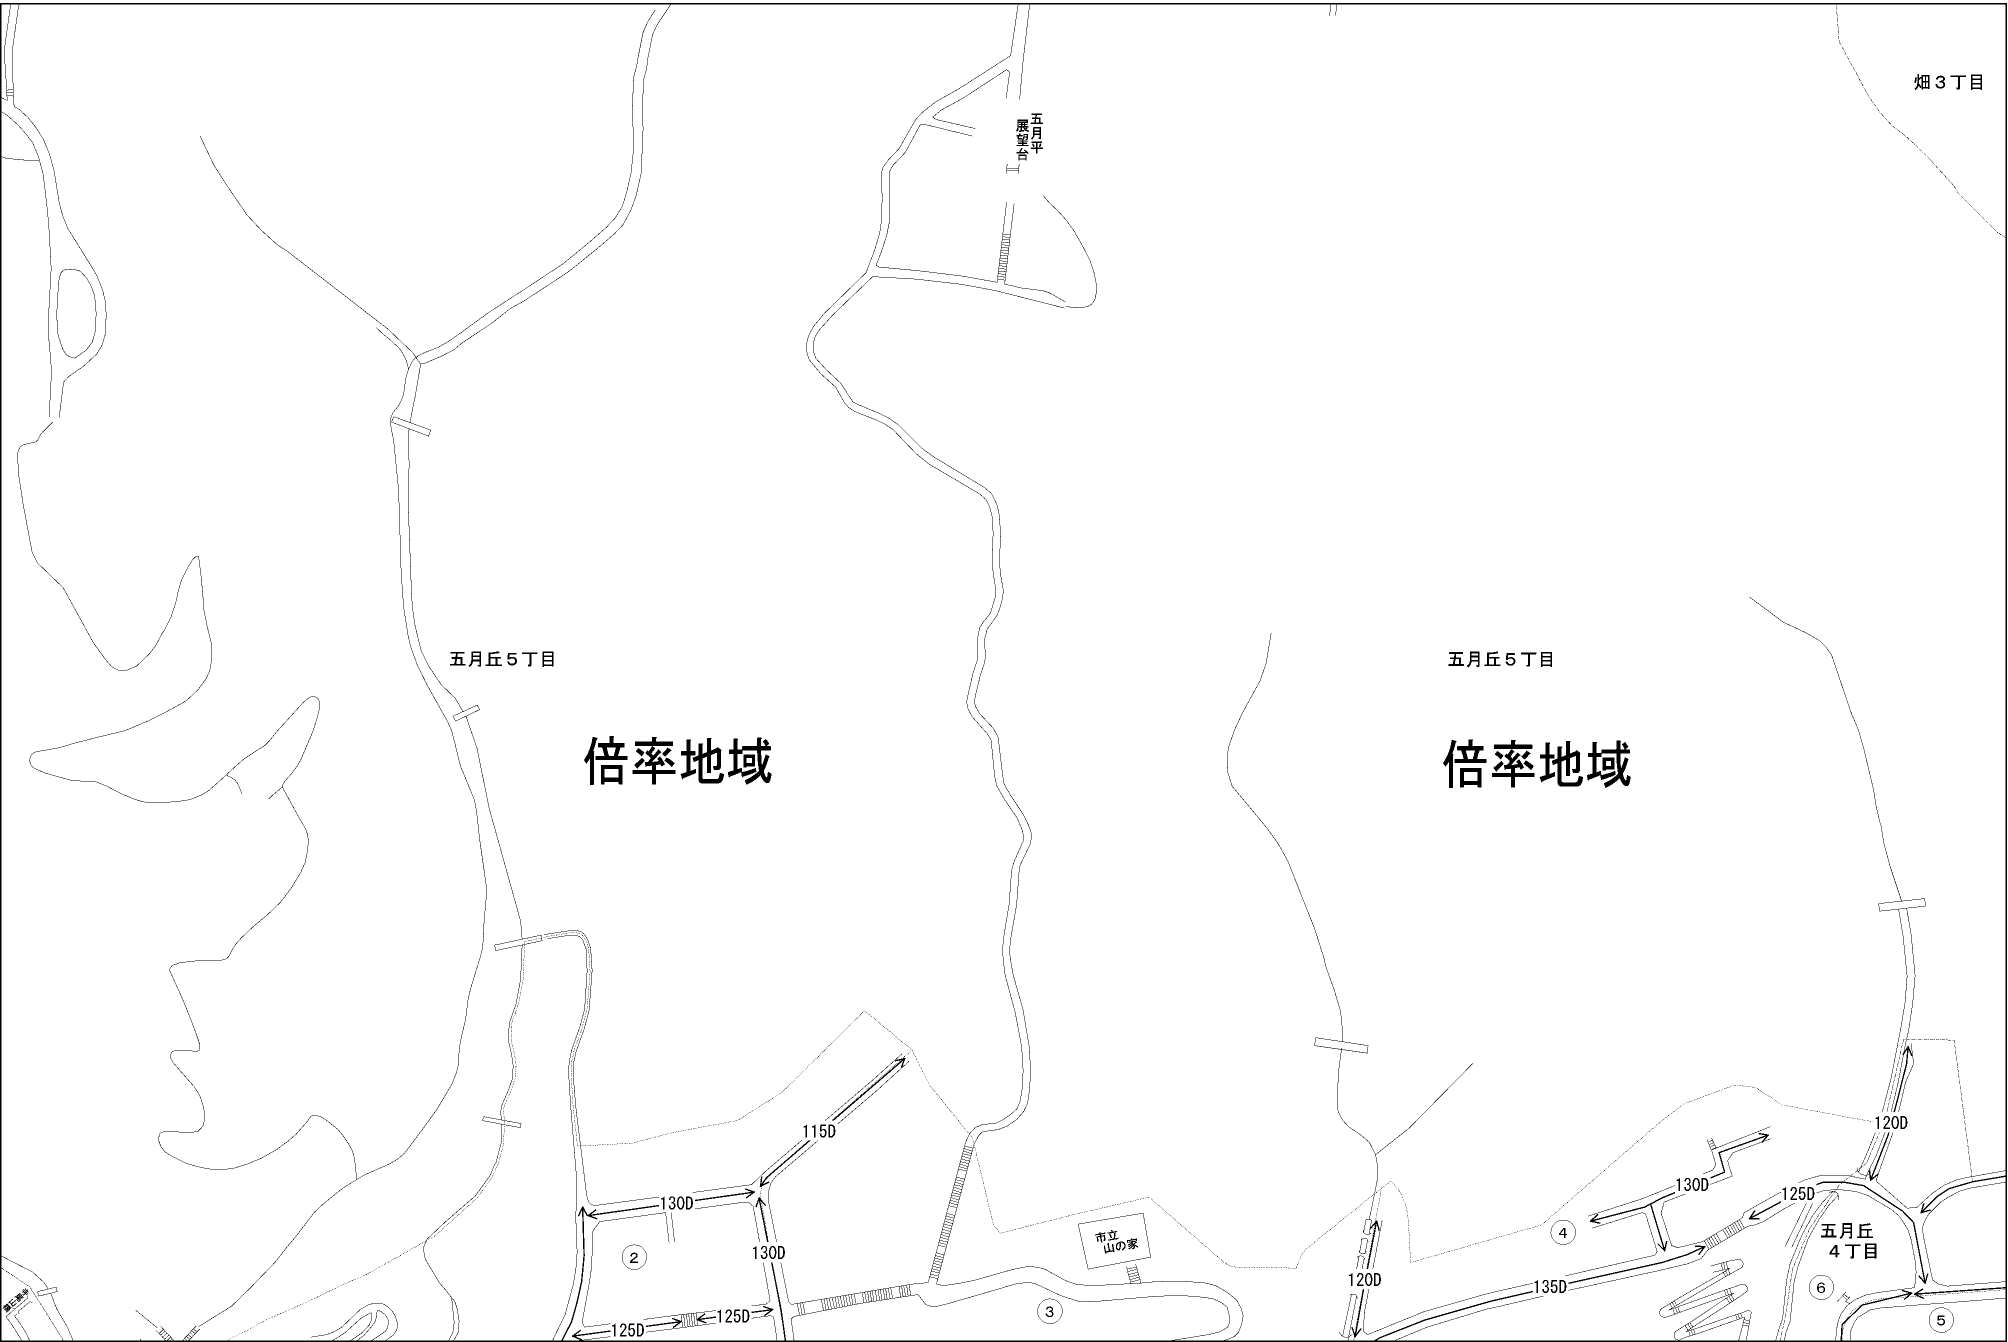 畑３丁目
五月平
展望台
五月丘５丁目
五月丘５丁目
倍率地域
倍率地域
115D
120D
130D
130D
125D
130D
五月丘
４丁目
市立
山の家
②
④
120D
135D
⑥
③
125D
125D
⑤